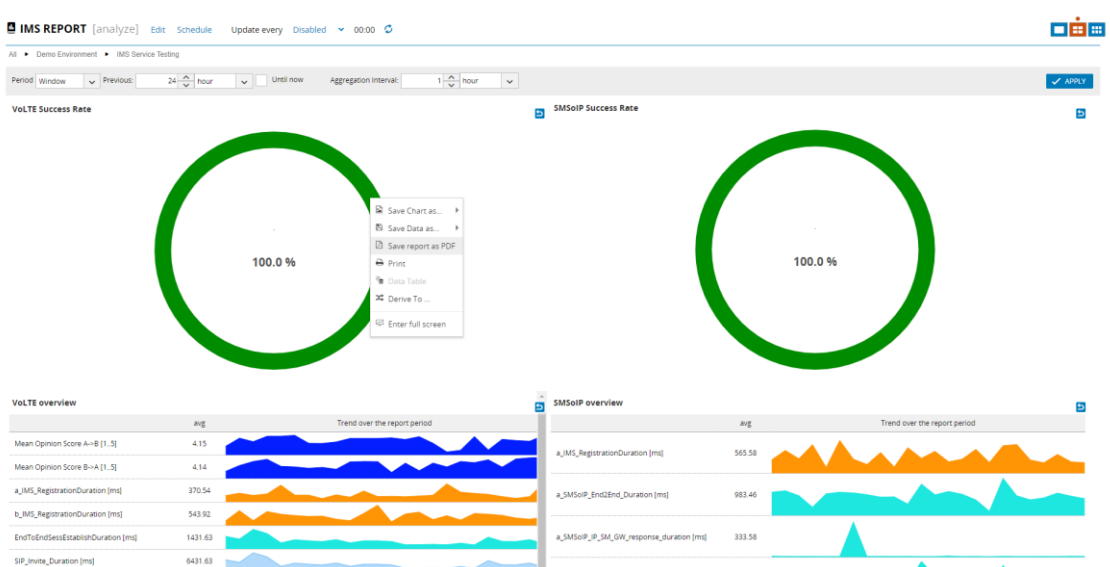 IMS REPORT [analyze] Edit Schedule Update every Disabled 00:00
All ▸ Demo Environment ▸ IMS Service Testing
Period Window Previous: 24 hour Until now Aggregation Interval: 1 hour APPLY
VoLTE Success Rate
100.0 %
Save Chart as...
Save Data as...
Save report as PDF
Print
Data Table
Derive To ...
Enter full screen
SMSoIP Success Rate
100.0 %
VoLTE overview
avg Trend over the report period
Mean Opinion Score A->B [1..5] 4.15
Mean Opinion Score B->A [1..5] 4.14
a_IMS_RegistrationDuration [ms] 370.54
b_IMS_RegistrationDuration [ms] 543.92
EndToEndSessEstablishDuration [ms] 1431.63
SIP_Invite_Duration [ms] 6431.63
SMSoIP overview
avg Trend over the report period
a_IMS_RegistrationDuration [ms] 565.58
a_SMSoIP_End2End_Duration [ms] 983.46
a_SMSoIP_IP_SM_GW_response_duration [ms] 333.58